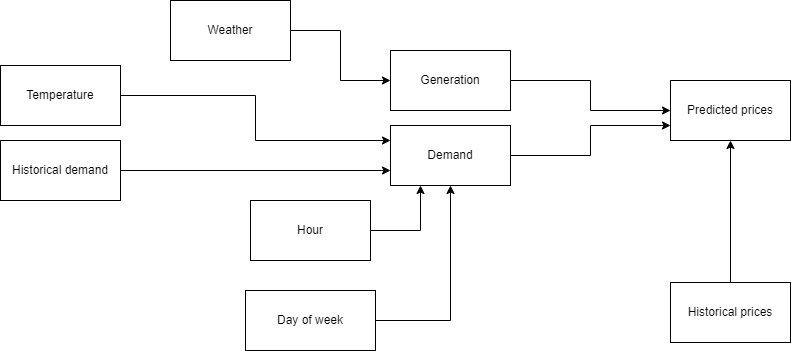 Weather
Generation
Temperature
Predicted prices
Demand
Historical demand
Hour
Day of week
Historical prices